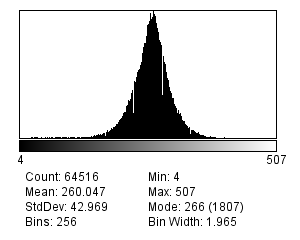 4 507
Count: 64516 Min: 4
Mean: 260.047 Max: 507
StdDev: 42.969 Mode: 266 (1807)
Bins: 256 Bin Width: 1.965